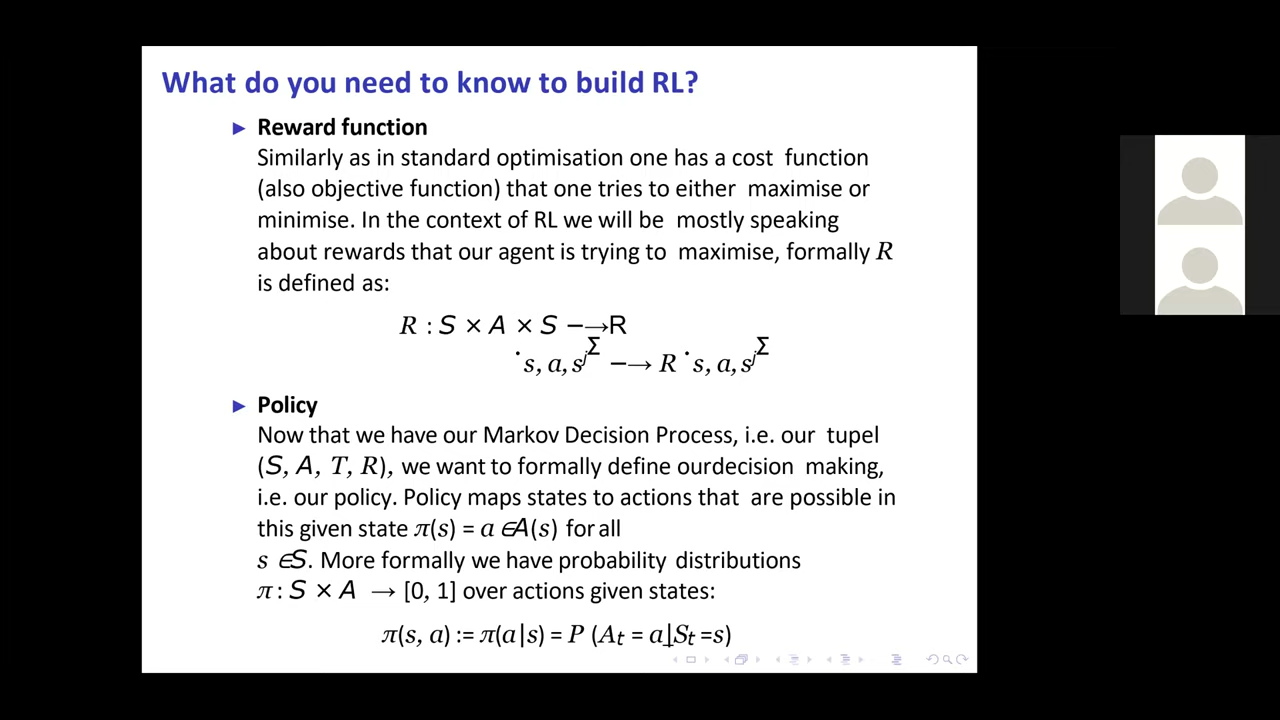 What do you need to know to build RL?
► Reward function
Similarly as in standard optimisation one has a cost function
(also objective function) that one tries to either maximise or
minimise. In the context of RL we will be mostly speaking
about rewards that our agent is trying to maximise, formally R
is defined as:
R : S × A × S −→R
˙s, a, sʲΣ −→ R ˙s, a, sʲΣ
► Policy
Now that we have our Markov Decision Process, i.e. our tupel
(S, A, T, R), we want to formally define ourdecision making,
i.e. our policy. Policy maps states to actions that are possible in
this given state π(s) = a ∈A(s) for all
s ∈S. More formally we have probability distributions
π : S × A → [0, 1] over actions given states:
π(s, a) := π(a|s) = P (Aₜ = a|Sₜ =s)